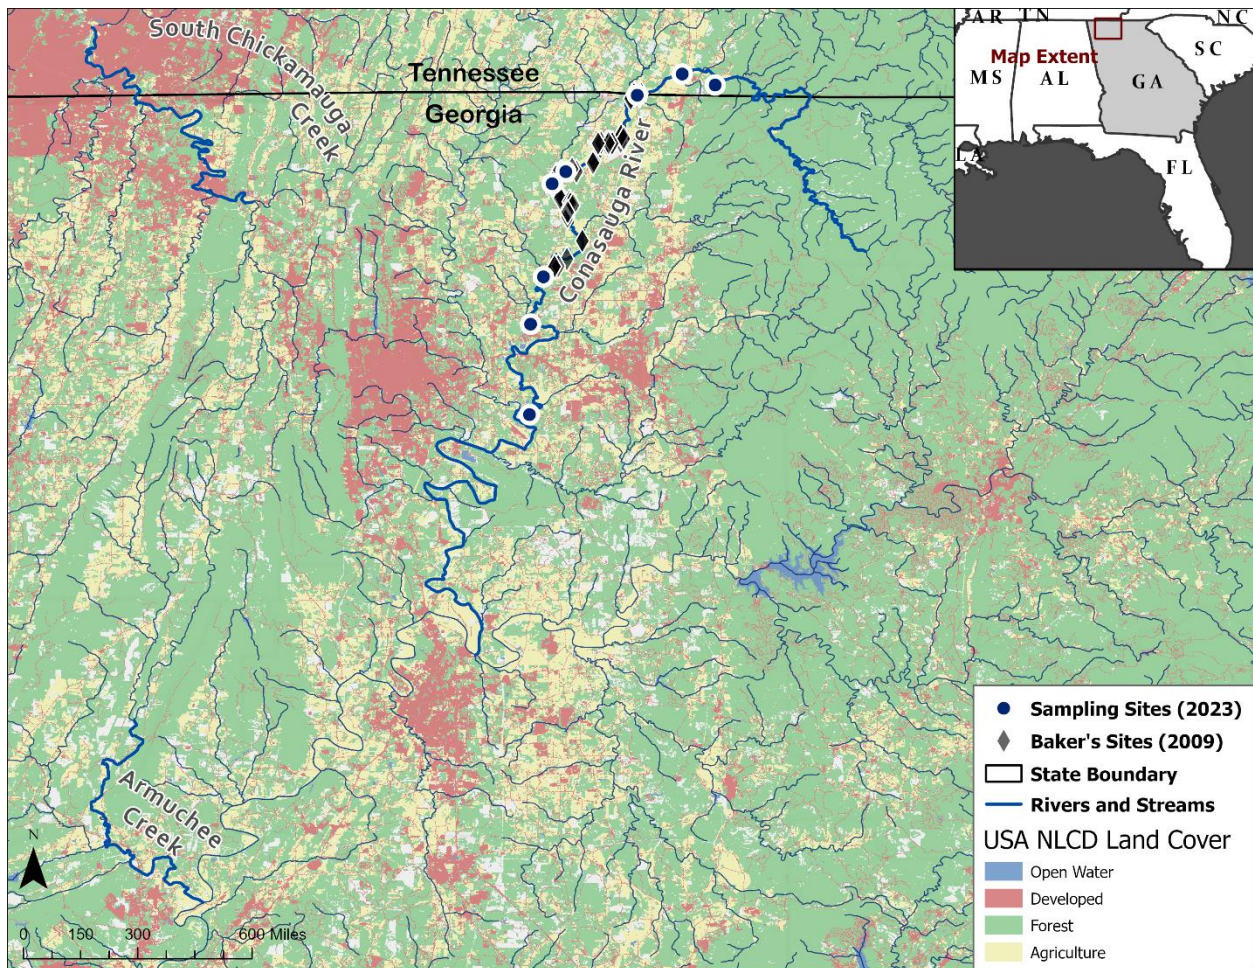 South Chickamauga
Creek
Tennessee
Georgia
Conasauga River
Armuchee
Creek
N
0 150 300 600 Miles
AR TN NC
Map Extent
SC
MS AL GA
LA
FL
Sampling Sites (2023)
Baker's Sites (2009)
State Boundary
Rivers and Streams
USA NLCD Land Cover
Open Water
Developed
Forest
Agriculture